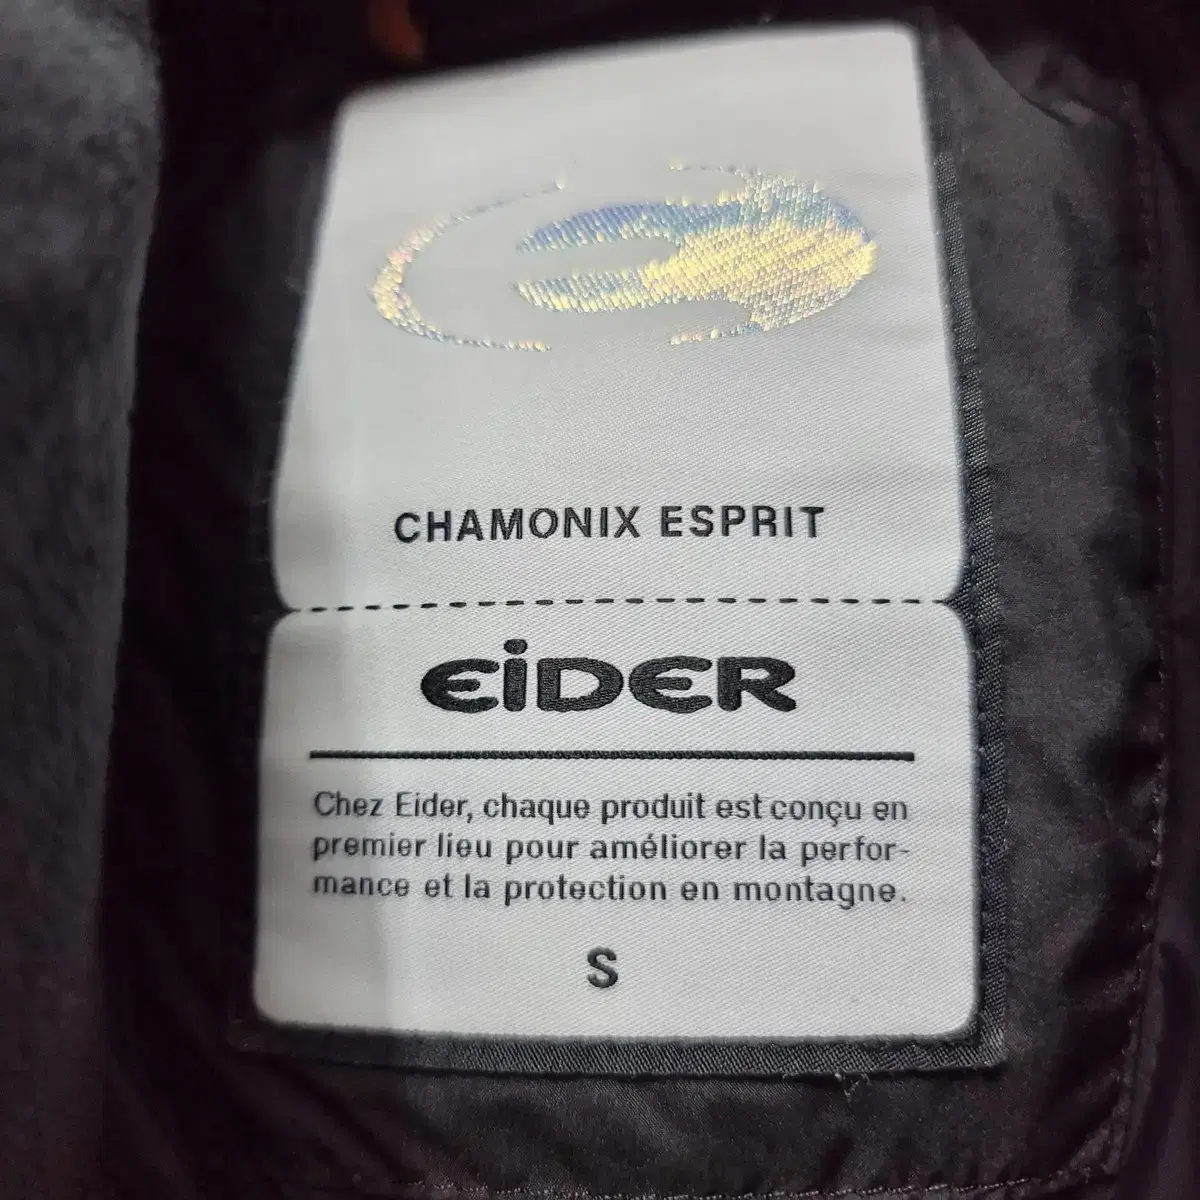 CHAMONIX ESPRIT
EiDER
Chez Eider, chaque produit est conçu en
premier lieu pour améliorer la perfor-
mance et la protection en montagne.
S